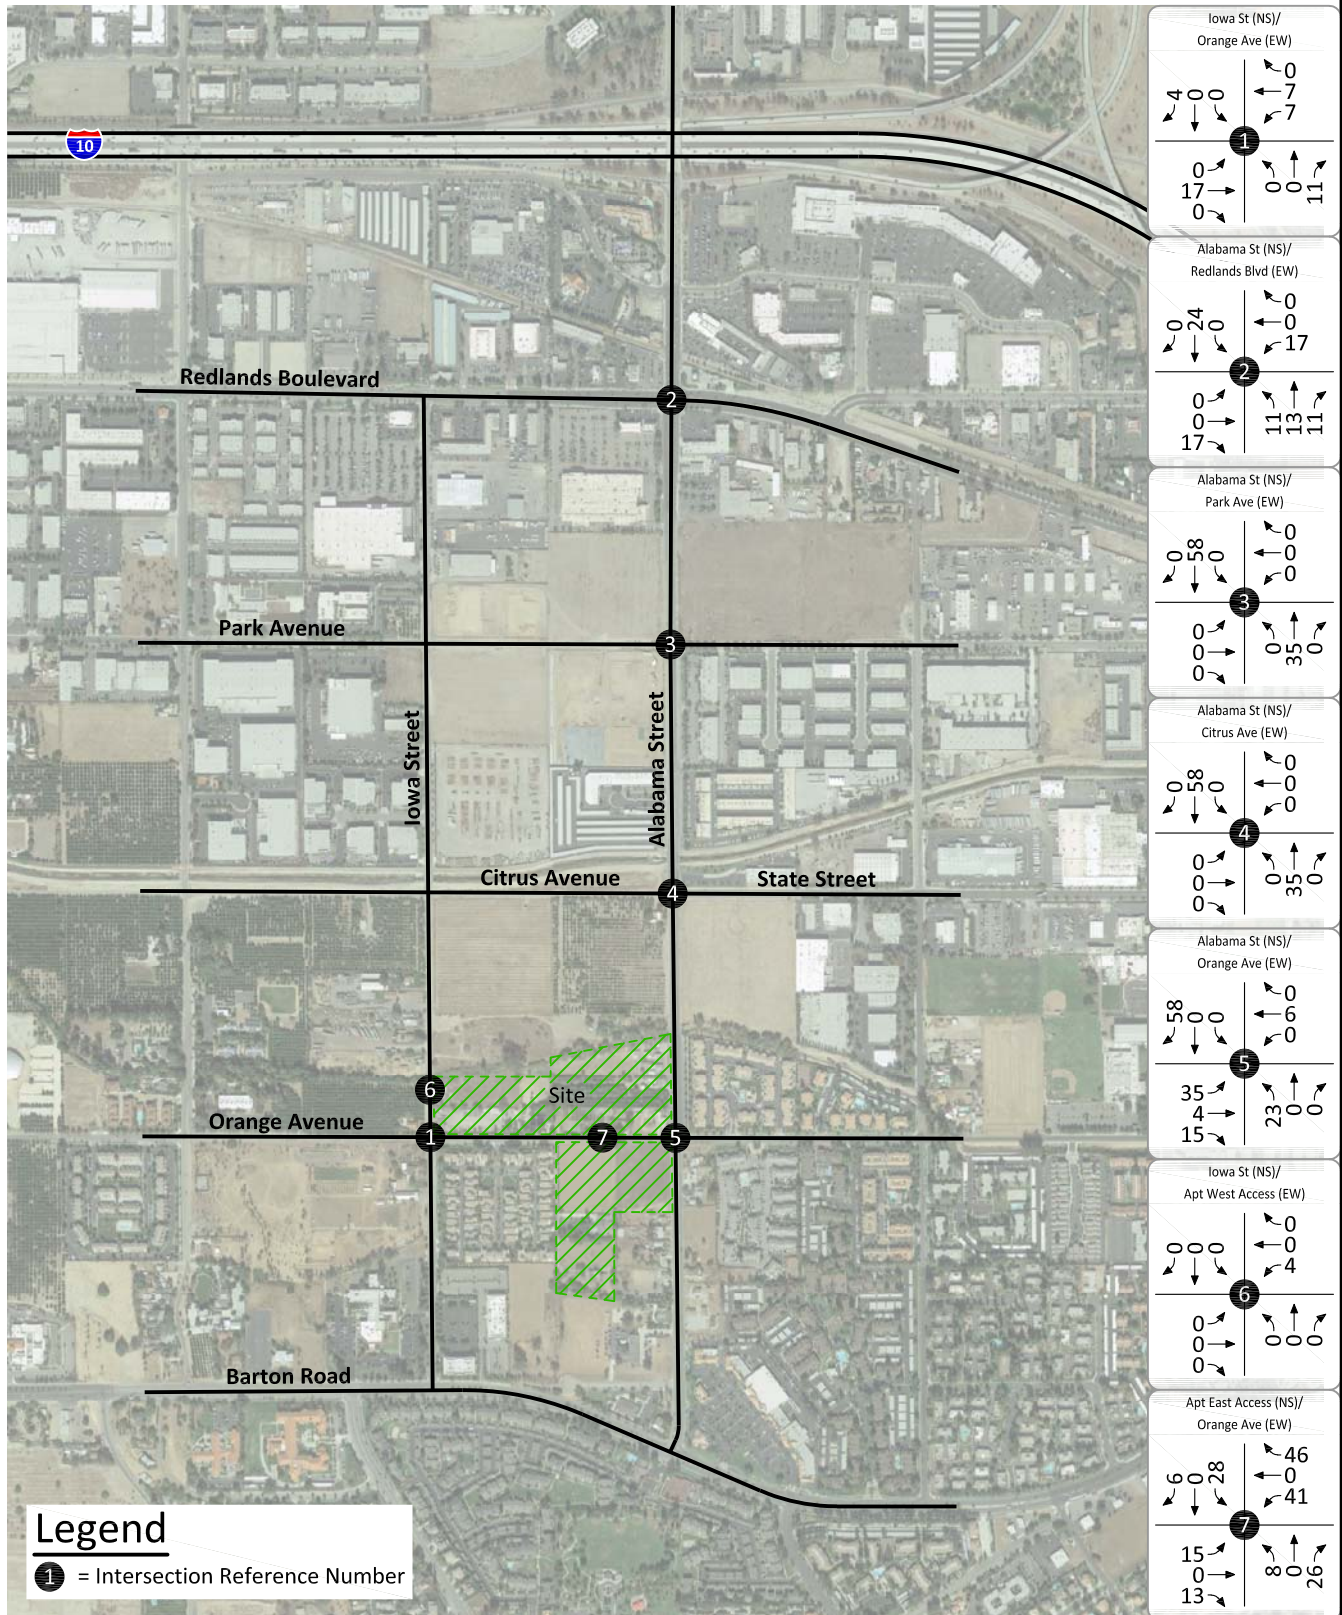 10
Redlands Boulevard
2
Park Avenue
3
Iowa Street
Alabama Street
Citrus Avenue
4
State Street
6
Site
Orange Avenue
1
7
5
Barton Road
Legend
1 = Intersection Reference Number
Iowa St (NS)/
Orange Ave (EW)
4 0 0
0
7
7
1
0
17
0
0 0 11
Alabama St (NS)/
Redlands Blvd (EW)
0 24 0
0
0
17
2
0
0
17
11 13 11
Alabama St (NS)/
Park Ave (EW)
0 58 0
0
0
0
3
0
0
0
0 35 0
Alabama St (NS)/
Citrus Ave (EW)
0 58 0
0
0
0
4
0
0
0
0 35 0
Alabama St (NS)/
Orange Ave (EW)
58 0 0
0
6
0
5
35
4
15
23 0 0
Iowa St (NS)/
Apt West Access (EW)
0 0 0
0
0
4
6
0
0
0
0 0 0
Apt East Access (NS)/
Orange Ave (EW)
6 0 28
46
0
41
7
15
0
13
8 0 26